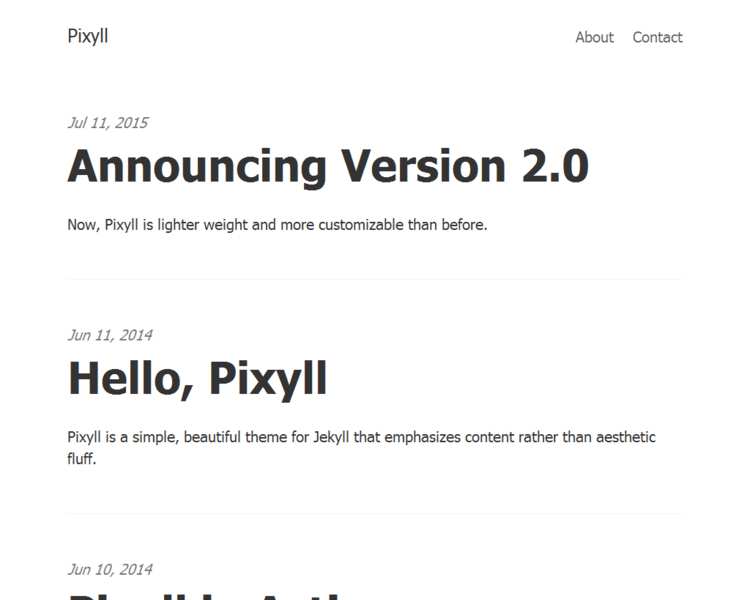 Pixyll
About Contact
Jul 11, 2015
Announcing Version 2.0
Now, Pixyll is lighter weight and more customizable than before.
Jun 11, 2014
Hello, Pixyll
Pixyll is a simple, beautiful theme for Jekyll that emphasizes content rather than aesthetic
fluff.
Jun 10, 2014